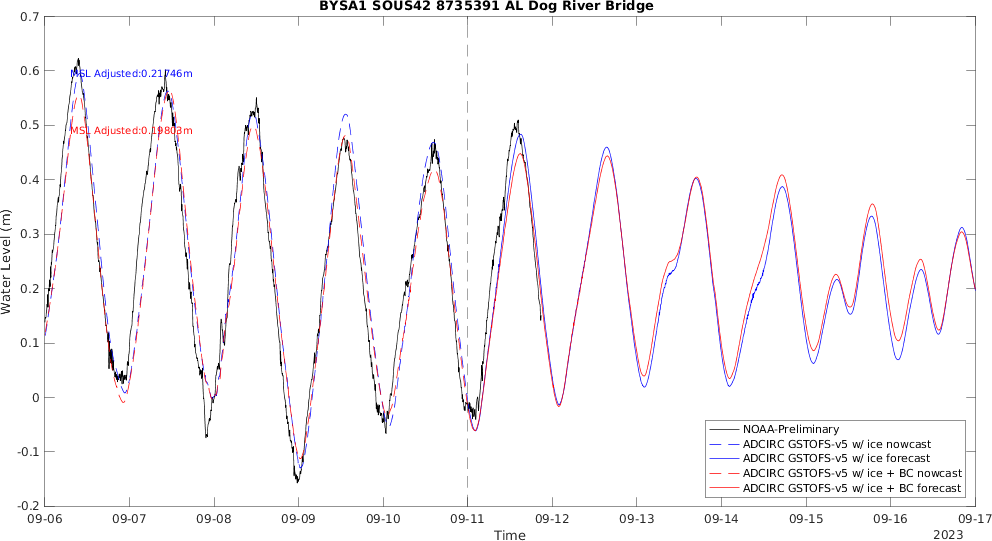 BYSA1 SOUS42 8735391 AL Dog River Bridge
0.7
0.6
0.5
0.4
0.3
0.2
0.1
0
-0.1
-0.2
Water Level (m)
MSL Adjusted:0.21746m
MSL Adjusted:0.19803m
NOAA-Preliminary
ADCIRC GSTOFS-v5 w/ ice nowcast
ADCIRC GSTOFS-v5 w/ ice forecast
ADCIRC GSTOFS-v5 w/ ice + BC nowcast
ADCIRC GSTOFS-v5 w/ ice + BC forecast
09-06 09-07 09-08 09-09 09-10 09-11 09-12 09-13 09-14 09-15 09-16 09-17
Time
2023